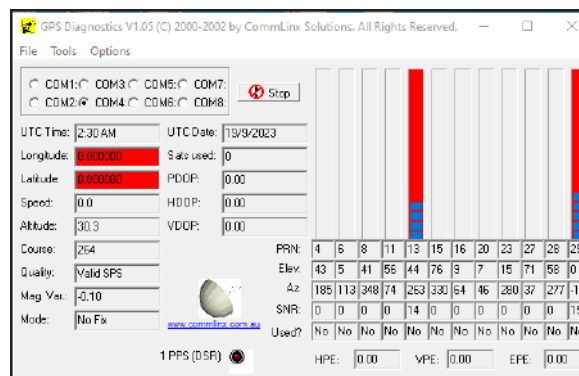 GPS Diagnostics V1.05 (C) 2000-2002 by CommLinx Solutions. All Rights Reserved.
File Tools Options
COM1: COM3: COM5: COM7:
COM2: COM4: COM6: COM8:
Stop
UTC Time: 2:30 AM UTC Date: 19/9/2023
Longitude: 0.000000 Sats used: 0
Latitude: 0.000000 PDOP: 0.00
Speed: 0.0 HDOP: 0.00
Altitude: 30.3 VDOP: 0.00
Course: 264
Quality: Valid SPS
Mag. Var.: -0.10
Mode: No Fix
www.commlinx.com.au
1 PPS (DSR)
PRN: 4 6 8 11 13 15 16 20 23 27 28 29
Elev: 43 5 41 56 44 76 9 7 15 71 58 0
Az: 185 113 348 74 263 330 64 46 280 37 277 -1
SNR: 0 0 0 0 14 0 0 0 0 0 0 15
Used? No No No No No No No No No No No No
HPE: 0.00 VPE: 0.00 EPE: 0.00